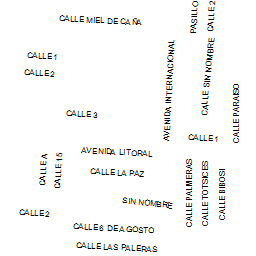 CALLE MIEL DE CAÑA
PASILLO
CALLE 2
CALLE 1
CALLE 2
AVENIDA INTERNACIONAL
CALLE SIN NOMBRE
CALLE PARAISO
CALLE 3
CALLE 1
AVENIDA LITORAL
CALLE A
CALLE 15
CALLE LA PAZ
CALLE PALMERAS
CALLE TOTSICES
CALLE BIBOSI
SIN NOMBRE
CALLE 2
CALLE 6 DE AGOSTO
CALLE LAS PALERAS